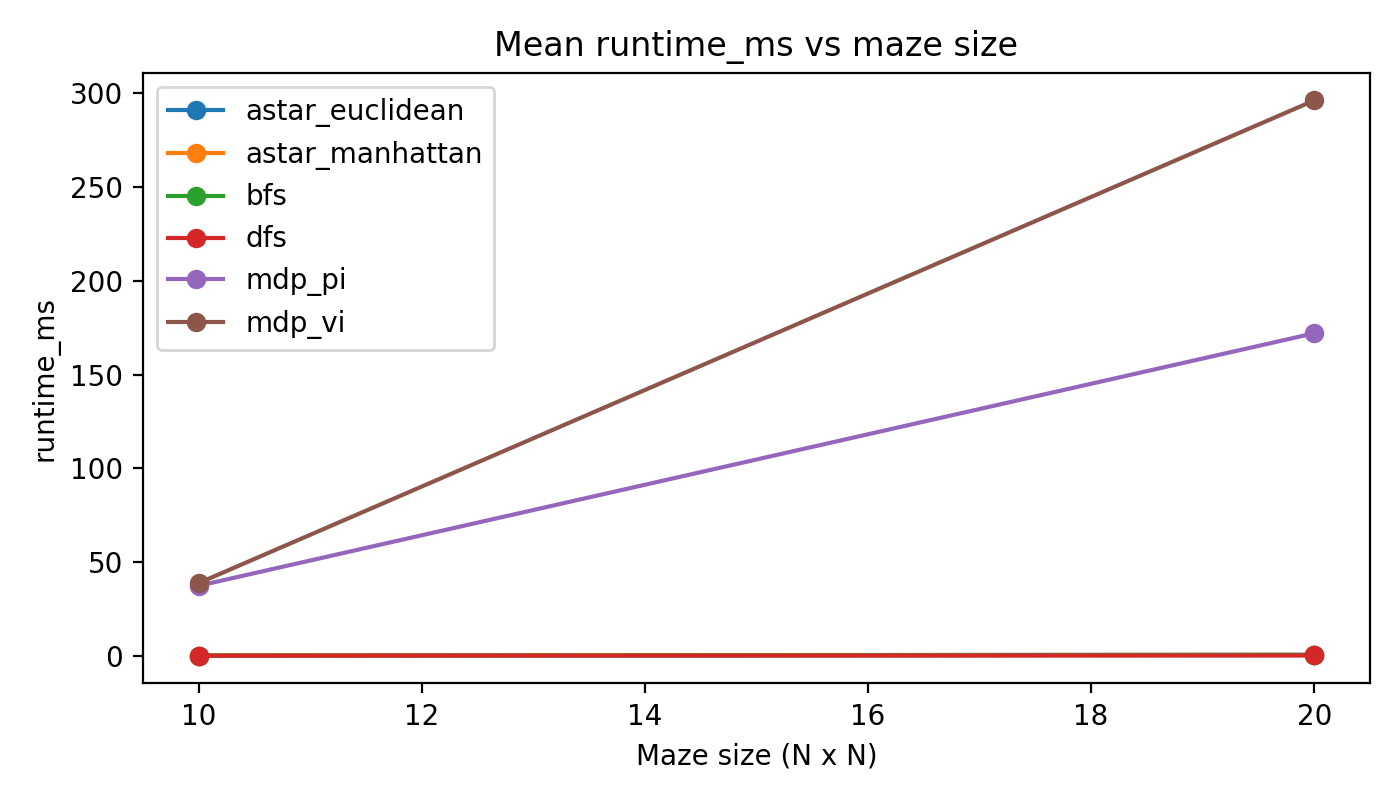 Mean runtime_ms vs maze size
300
250
200
150
100
50
0
runtime_ms
astar_euclidean
astar_manhattan
bfs
dfs
mdp_pi
mdp_vi
10 12 14 16 18 20
Maze size (N x N)